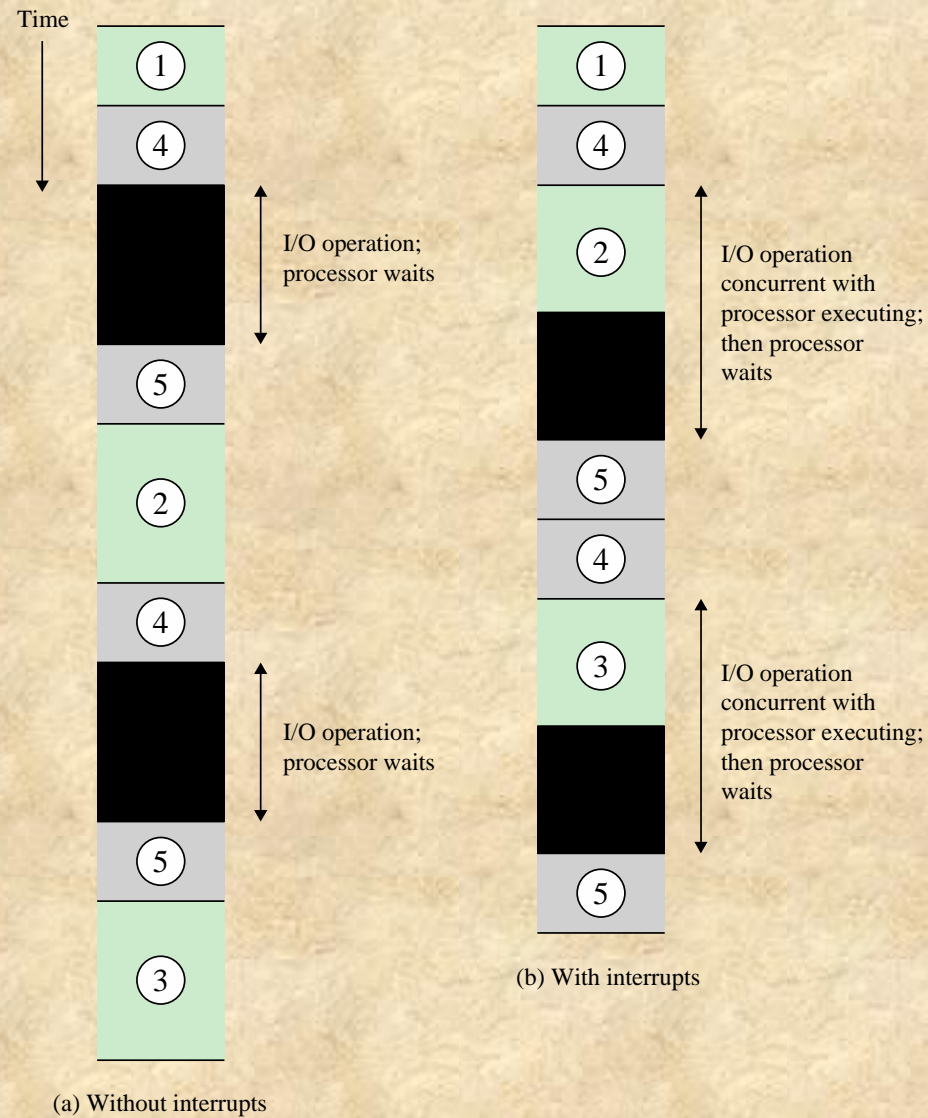 Time
1
4
I/O operation;
processor waits
5
2
4
I/O operation;
processor waits
5
3
(a) Without interrupts
1
4
2
I/O operation
concurrent with
processor executing;
then processor
waits
5
4
3
I/O operation
concurrent with
processor executing;
then processor
waits
5
(b) With interrupts